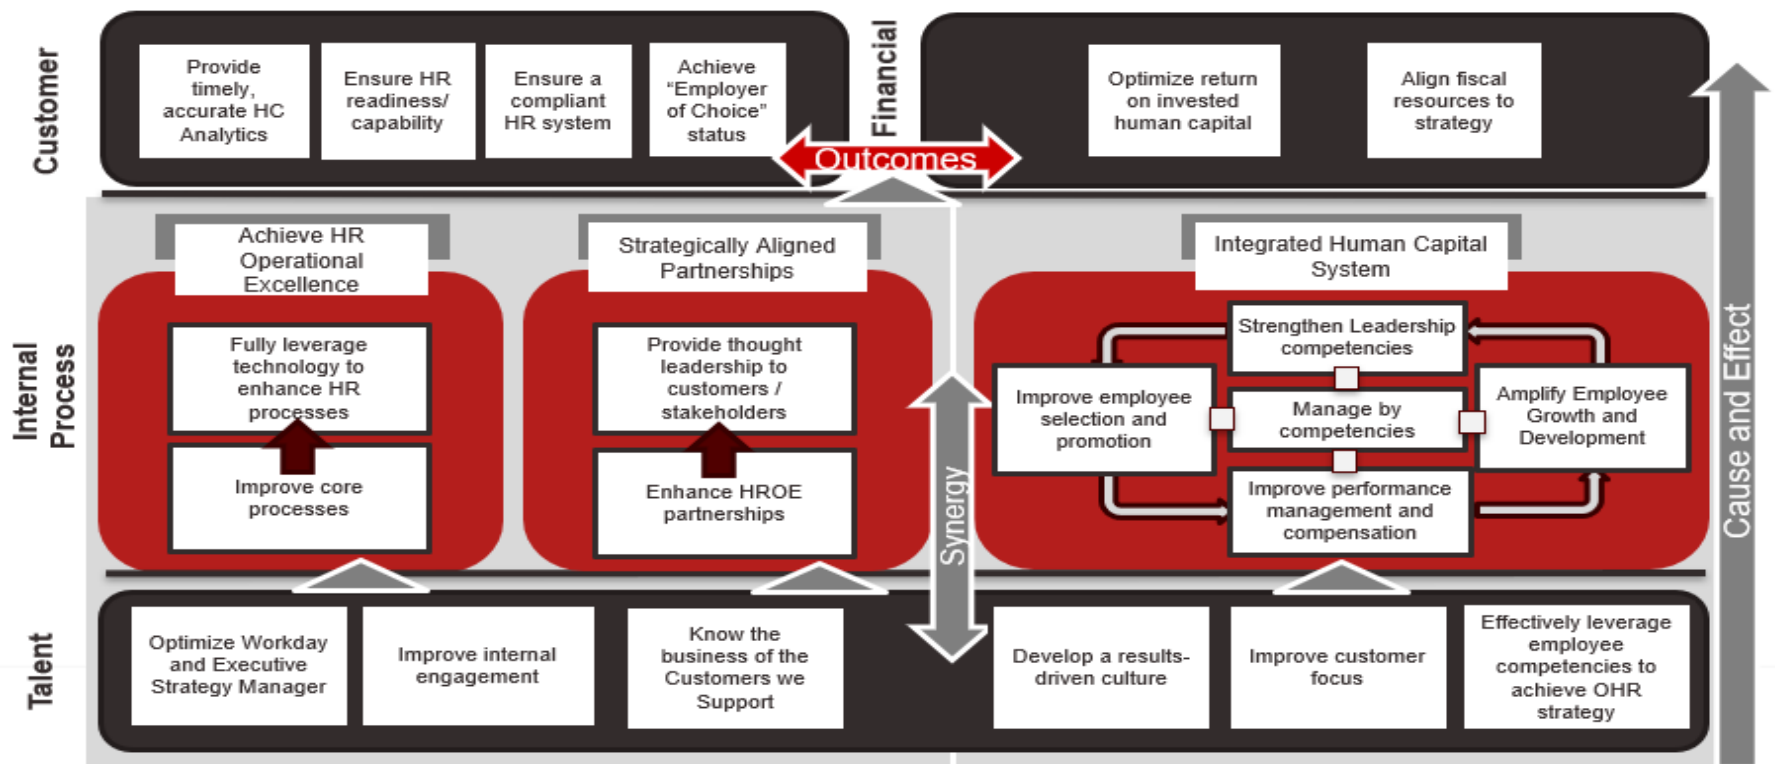 Customer
Provide
timely,
accurate HC
Analytics
Ensure HR
readiness/
capability
Ensure a
compliant
HR system
Achieve
“Employer
of Choice”
status
Financial
Outcomes
Optimize return
on invested
human capital
Align fiscal
resources to
strategy
Internal
Process
Achieve HR
Operational
Excellence
Fully leverage
technology to
enhance HR
processes
Improve core
processes
Strategically Aligned
Partnerships
Provide thought
leadership to
customers /
stakeholders
Enhance HROE
partnerships
Synergy
Integrated Human Capital
System
Strengthen Leadership
competencies
Improve employee
selection and
promotion
Manage by
competencies
Amplify Employee
Growth and
Development
Improve performance
management and
compensation
Cause and Effect
Talent
Optimize Workday
and Executive
Strategy Manager
Improve internal
engagement
Know the
business of the
Customers we
Support
Develop a results-
driven culture
Improve customer
focus
Effectively leverage
employee
competencies to
achieve OHR
strategy